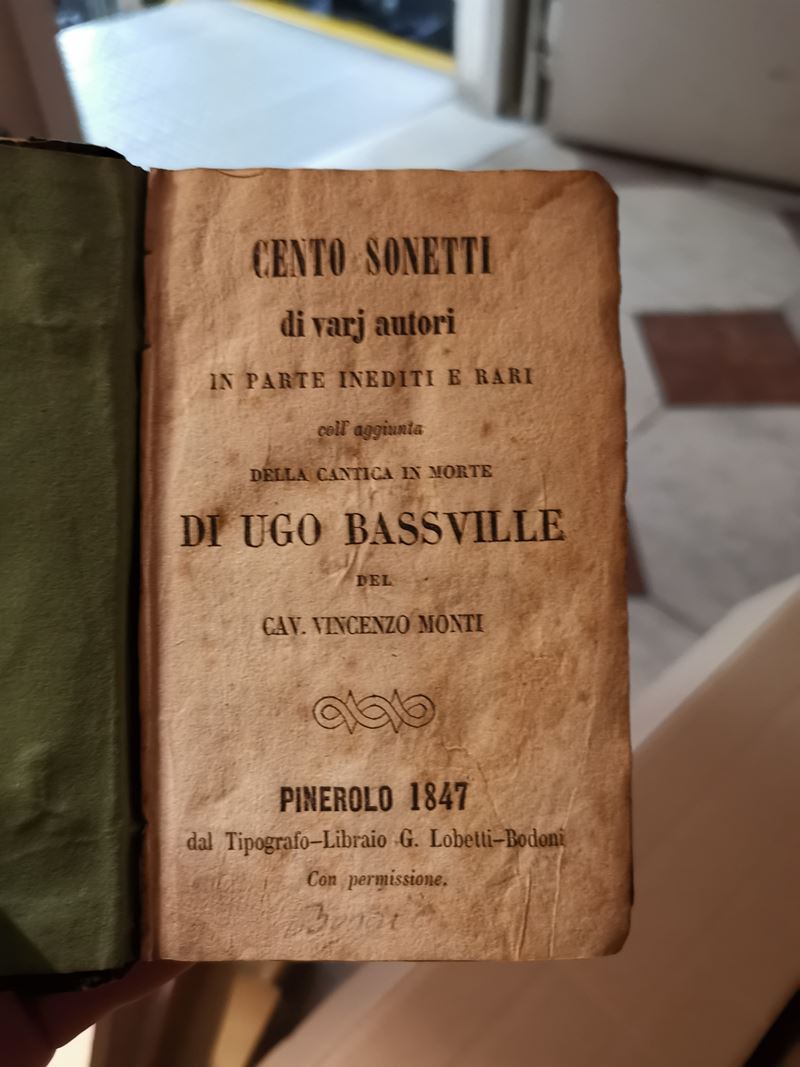 CENTO SONETTI
di varj autori
IN PARTE INEDITI E RARI
coll' aggiunta
DELLA CANTICA IN MORTE
DI UGO BASSVILLE
DEL
CAV. VINCENZO MONTI
PINEROLO 1847
dal Tipografo-Libraio G. Lobetti-Bodoni
Con permissione.